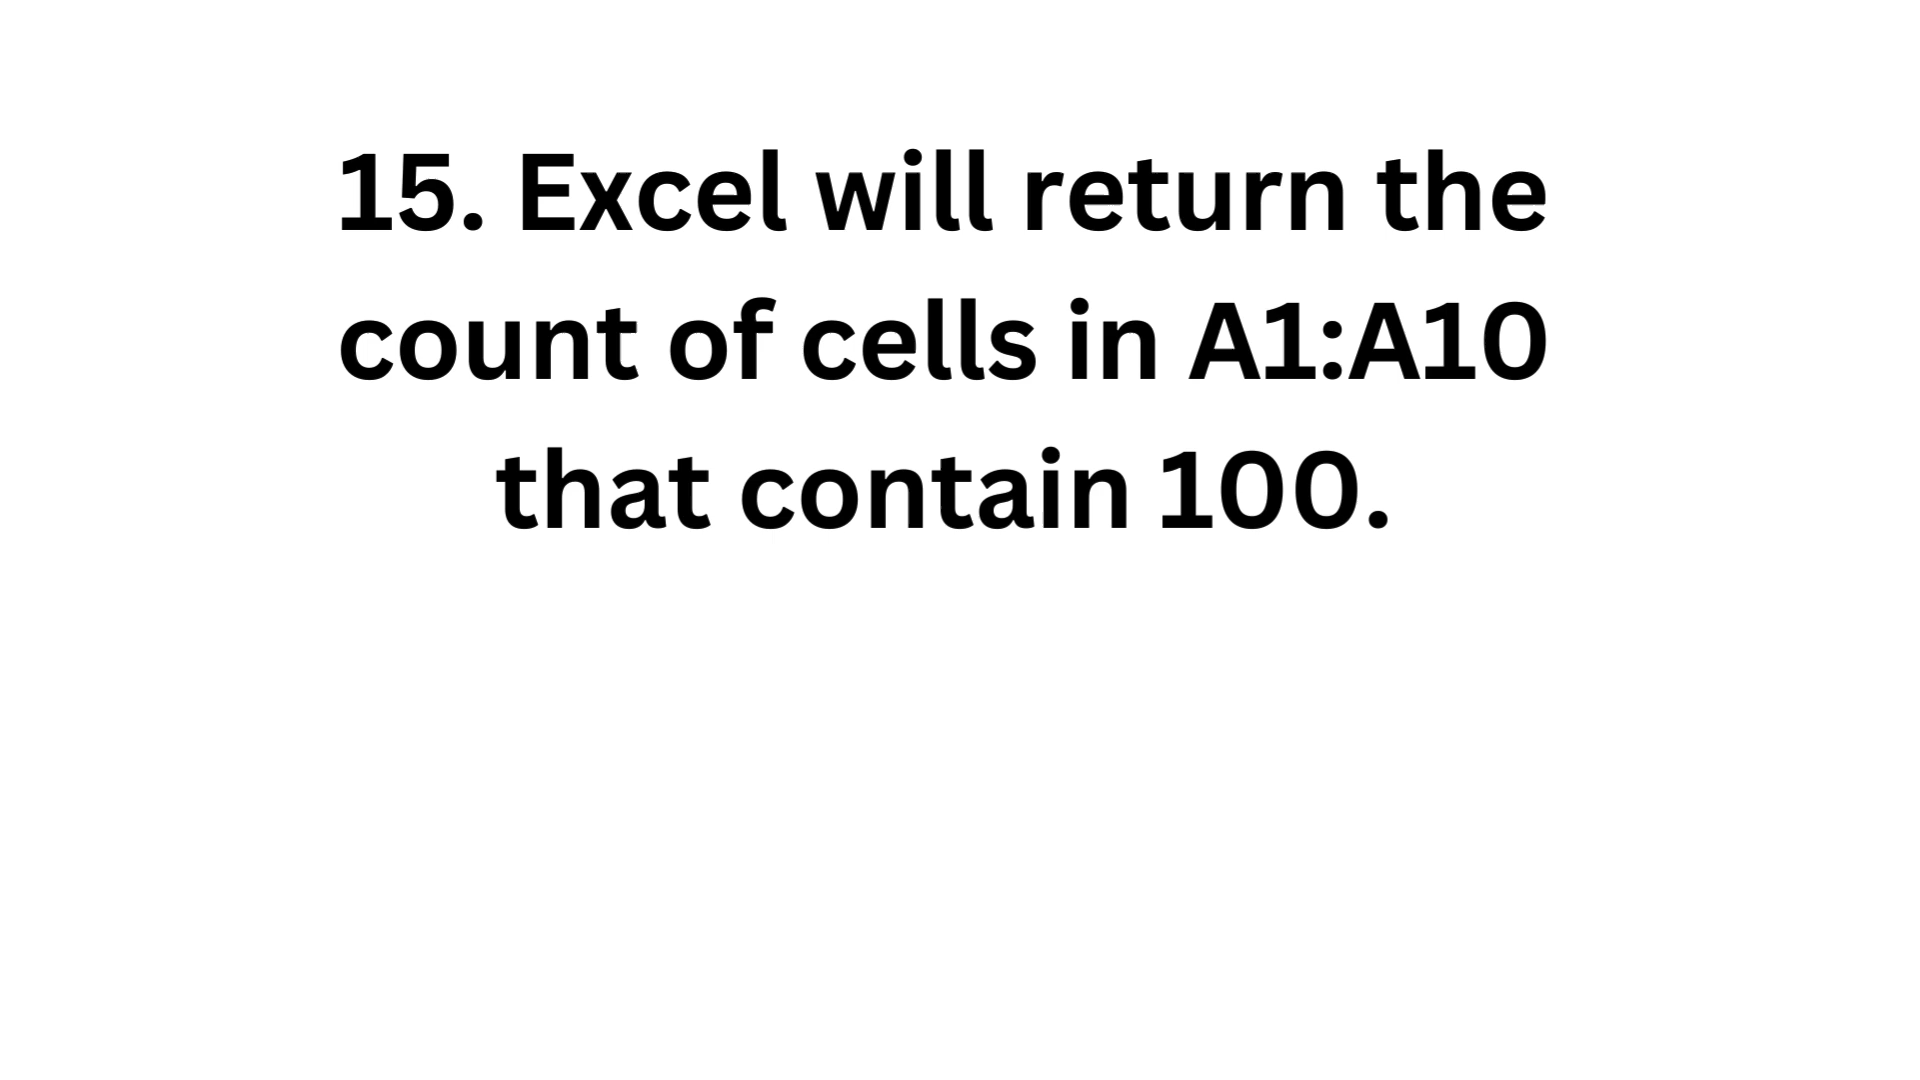 15. Excel will return the
count of cells in A1:A10
that contain 100.